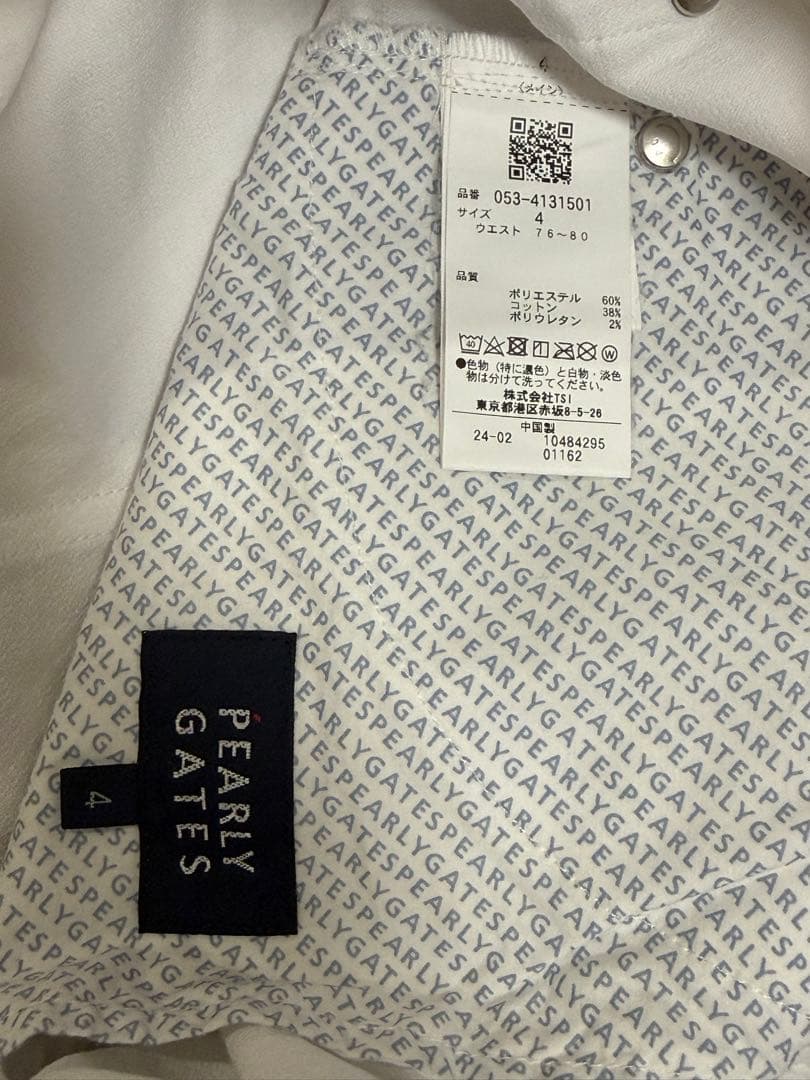 4
〈メイン〉
品番 053-4131501
サイズ 4
ウエスト 76~80
品質
ポリエステル 60%
コットン 38%
ポリウレタン 2%
40
W
●色物(特に濃色)と白物・淡色
物は分けて洗ってください。
株式会社TSI
東京都港区赤坂8-5-26
中国製
24-02 10484295
01162
PEARLY
GATES
4
PEARLYGATESPEARLYGATESPEARLYGATES